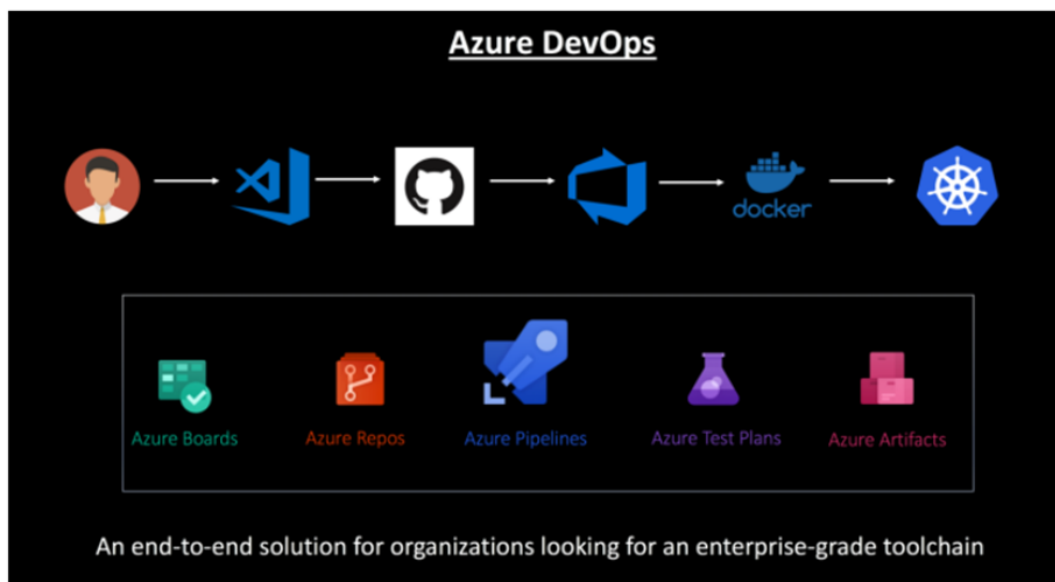 Azure DevOps
docker
Azure Boards
Azure Repos
Azure Pipelines
Azure Test Plans
Azure Artifacts
An end-to-end solution for organizations looking for an enterprise-grade toolchain